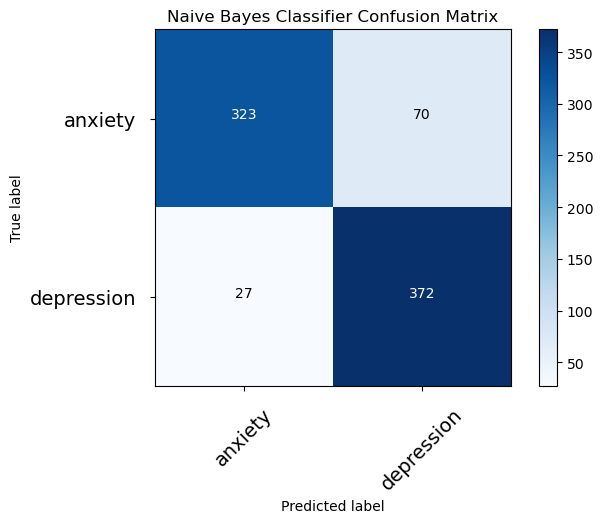 Naive Bayes Classifier Confusion Matrix
True label
anxiety
323
70
depression
27
372
anxiety
depression
Predicted label
350
300
250
200
150
100
50